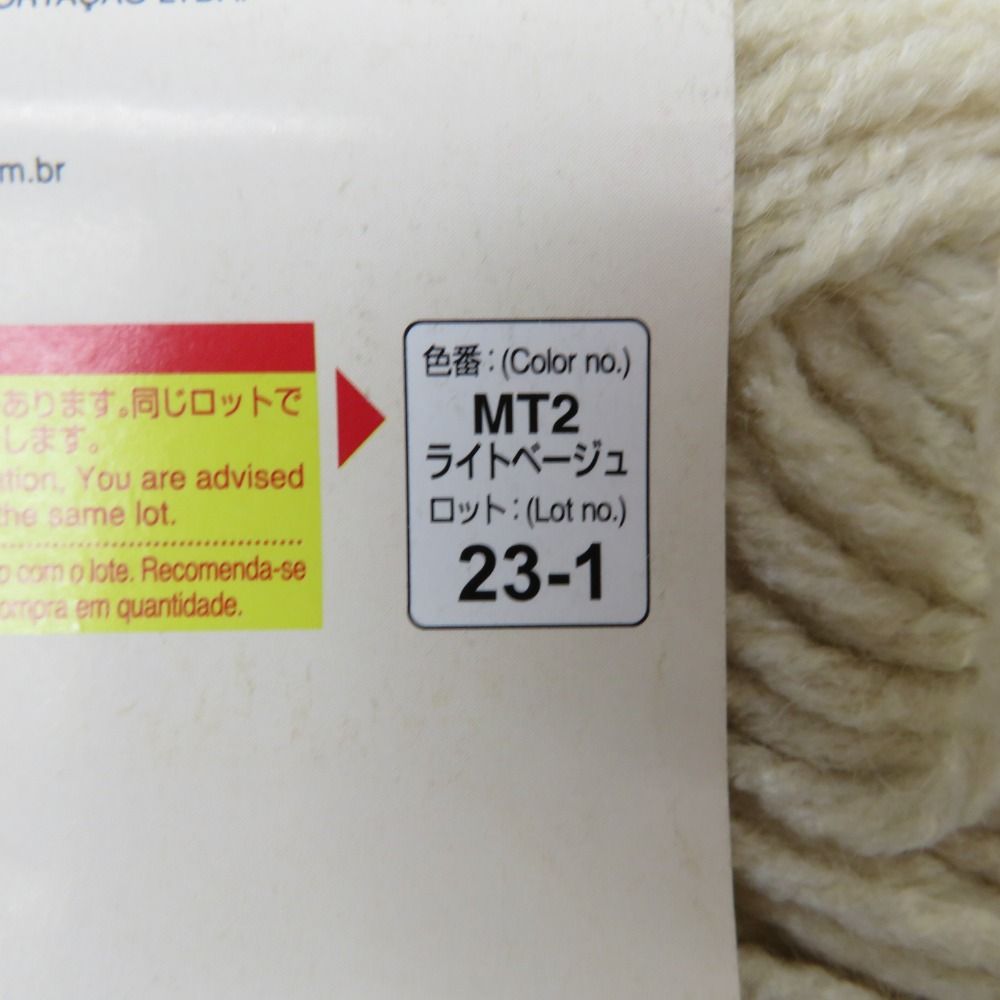 m.br
あります。同じロットで
します。
You are advised
the same lot.
com o lote. Recomenda-se
compra em quantidade.
色番：(Color no.)
MT2
ライトベージュ
ロット：(Lot no.)
23-1